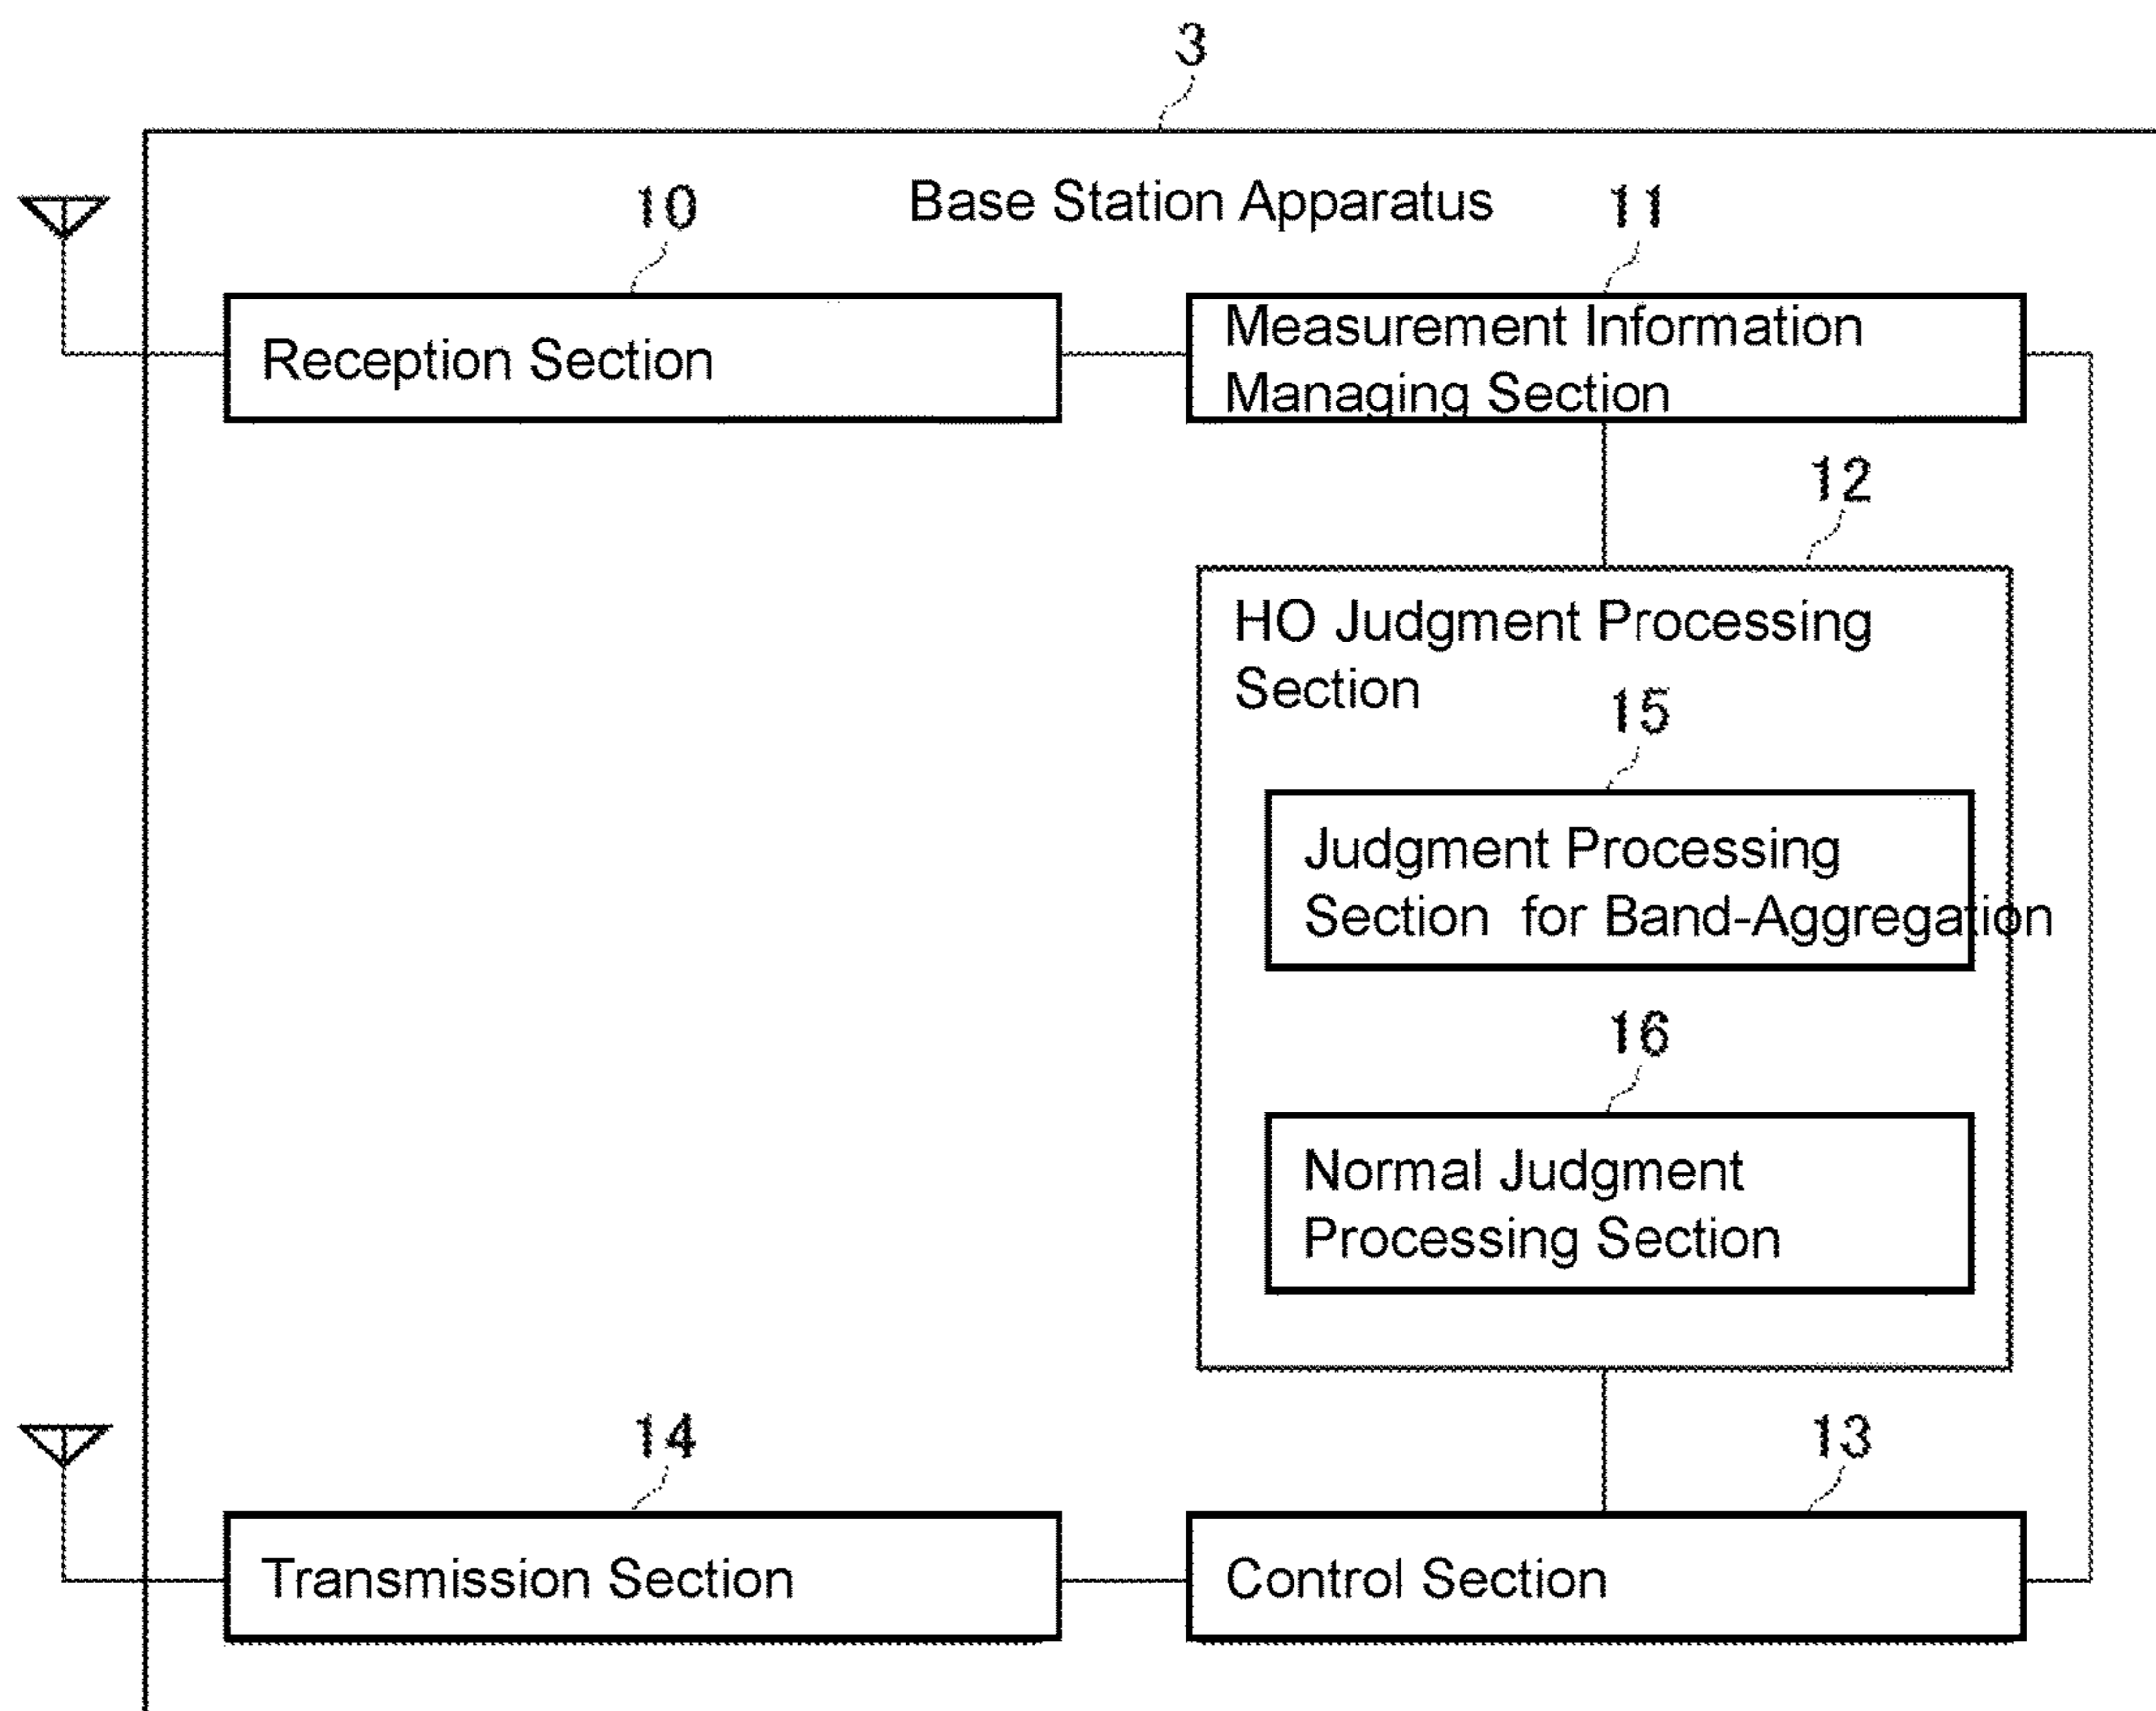 3
Base Station Apparatus
10
11
Reception Section
Measurement Information
Managing Section
12
HO Judgment Processing
Section
15
Judgment Processing
Section for Band-Aggregation
16
Normal Judgment
Processing Section
14
13
Transmission Section
Control Section